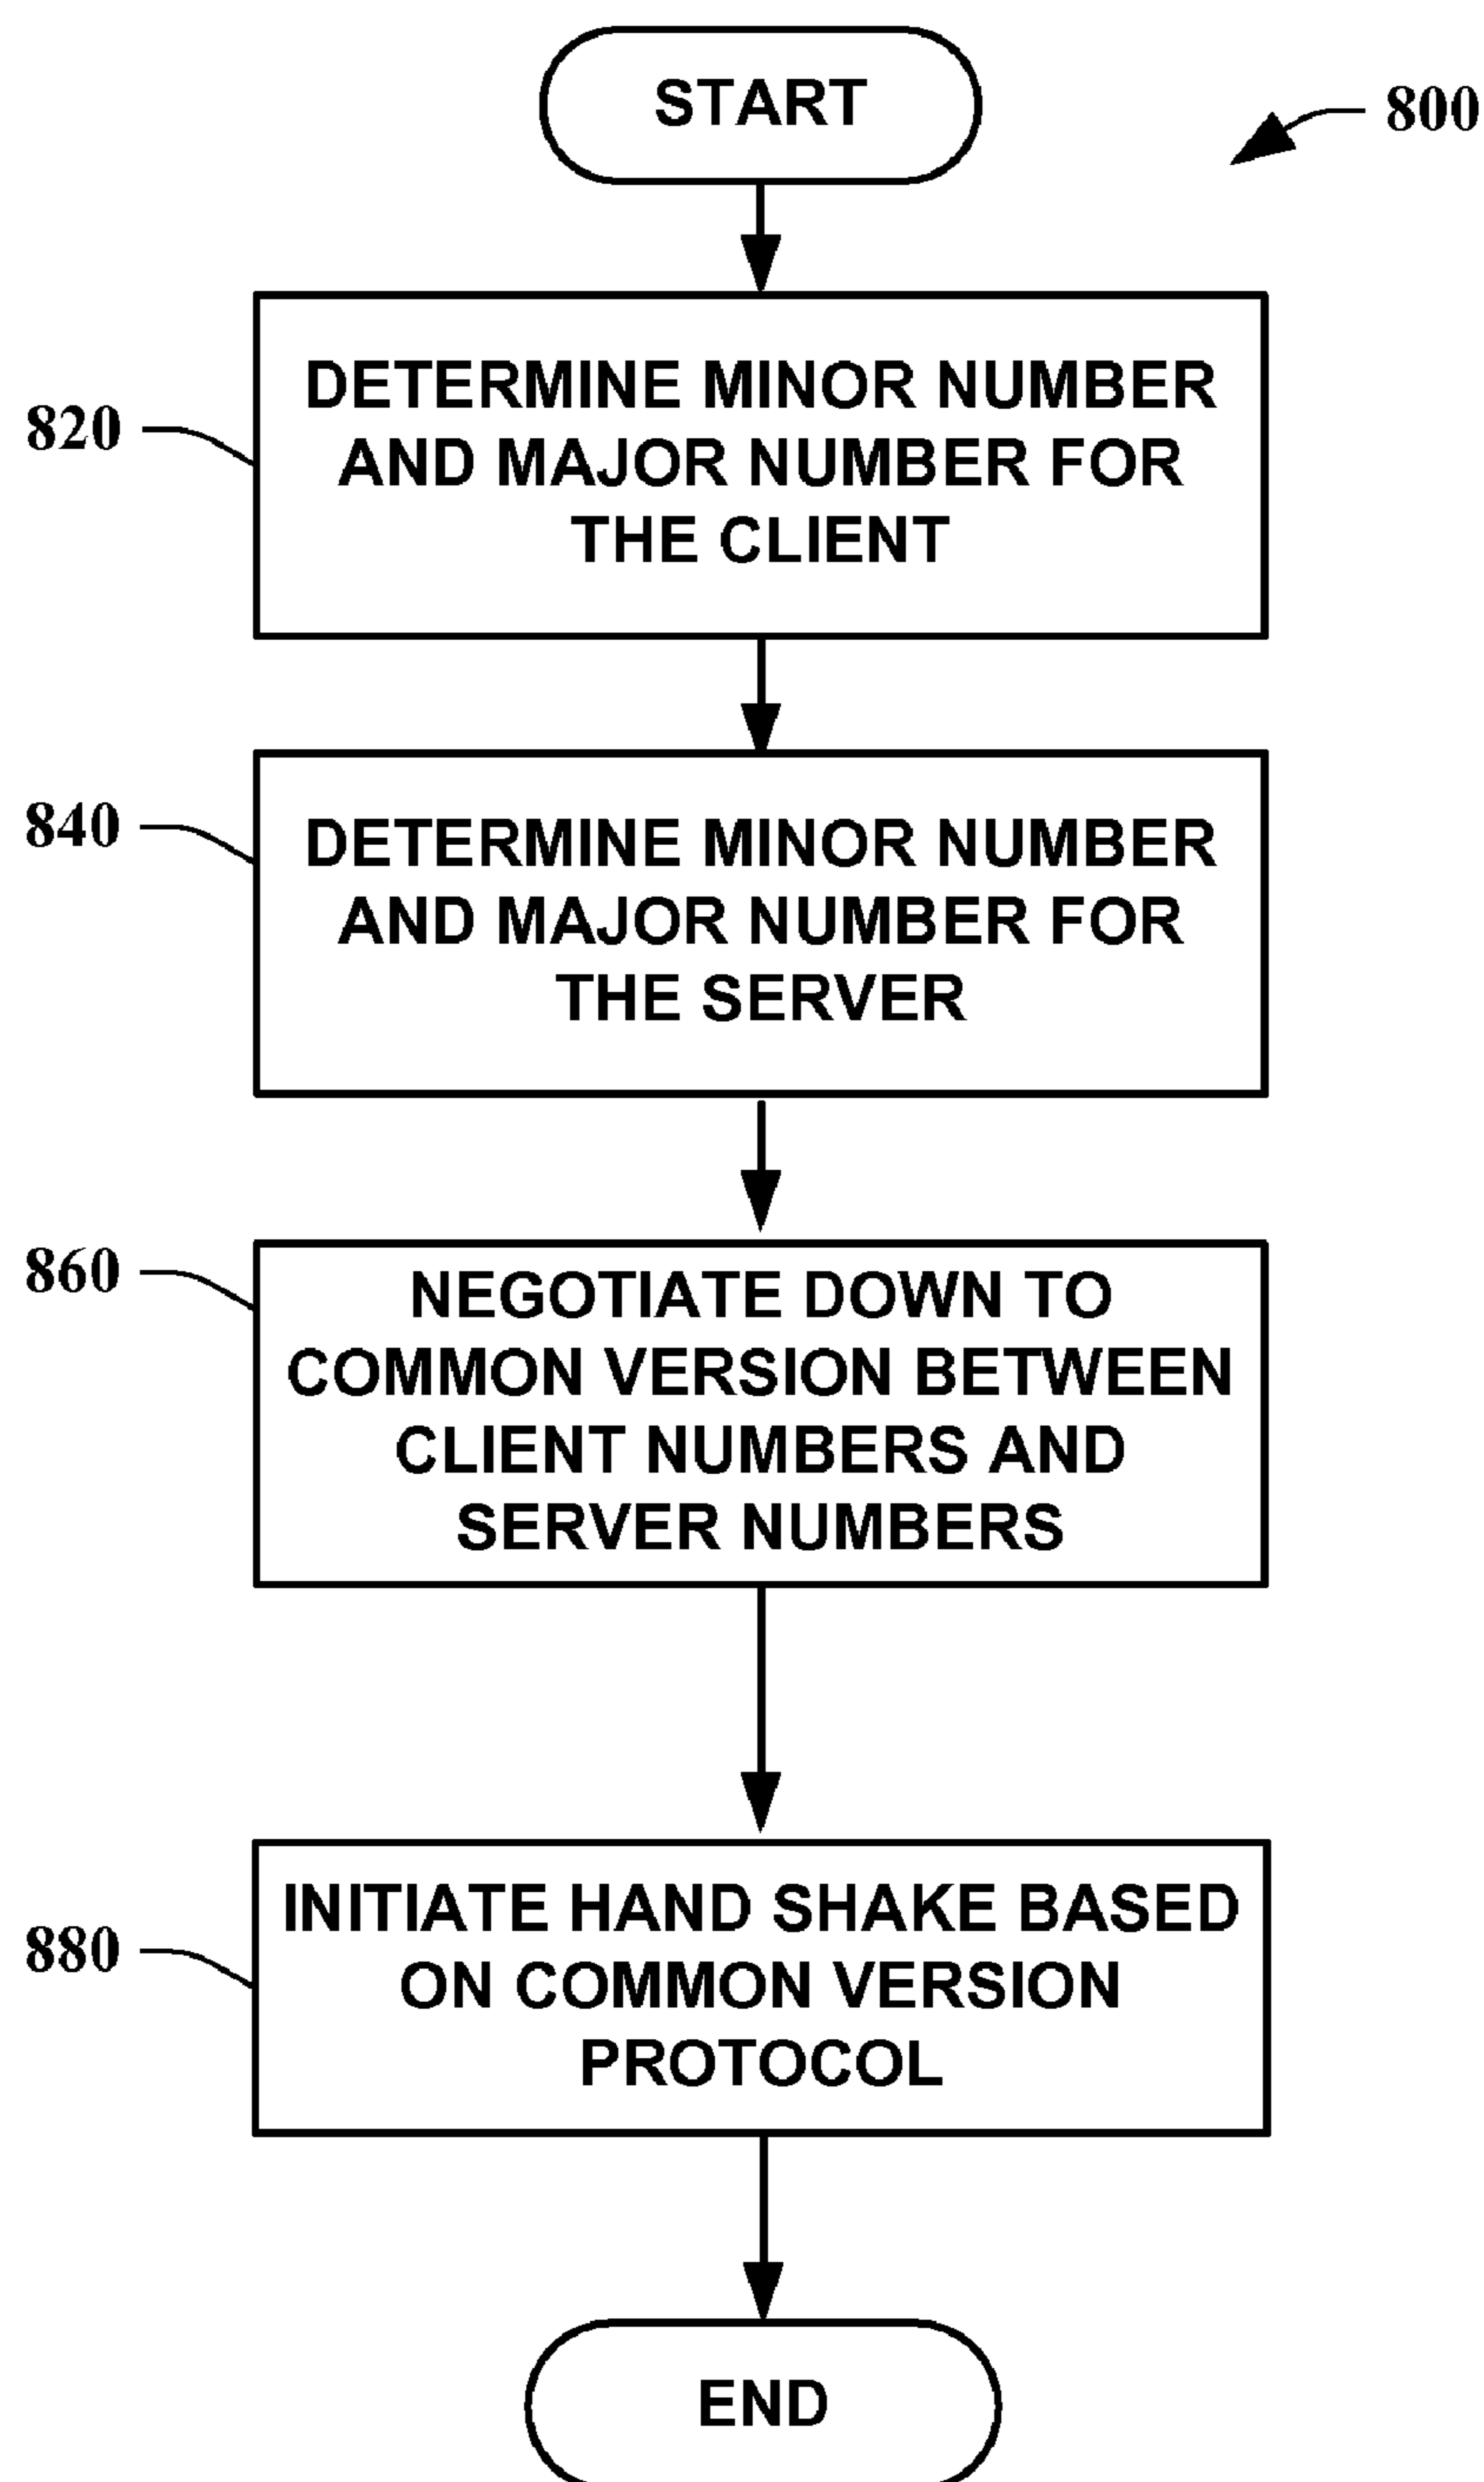 START
800
820
DETERMINE MINOR NUMBER
AND MAJOR NUMBER FOR
THE CLIENT
840
DETERMINE MINOR NUMBER
AND MAJOR NUMBER FOR
THE SERVER
860
NEGOTIATE DOWN TO
COMMON VERSION BETWEEN
CLIENT NUMBERS AND
SERVER NUMBERS
880
INITIATE HAND SHAKE BASED
ON COMMON VERSION
PROTOCOL
END